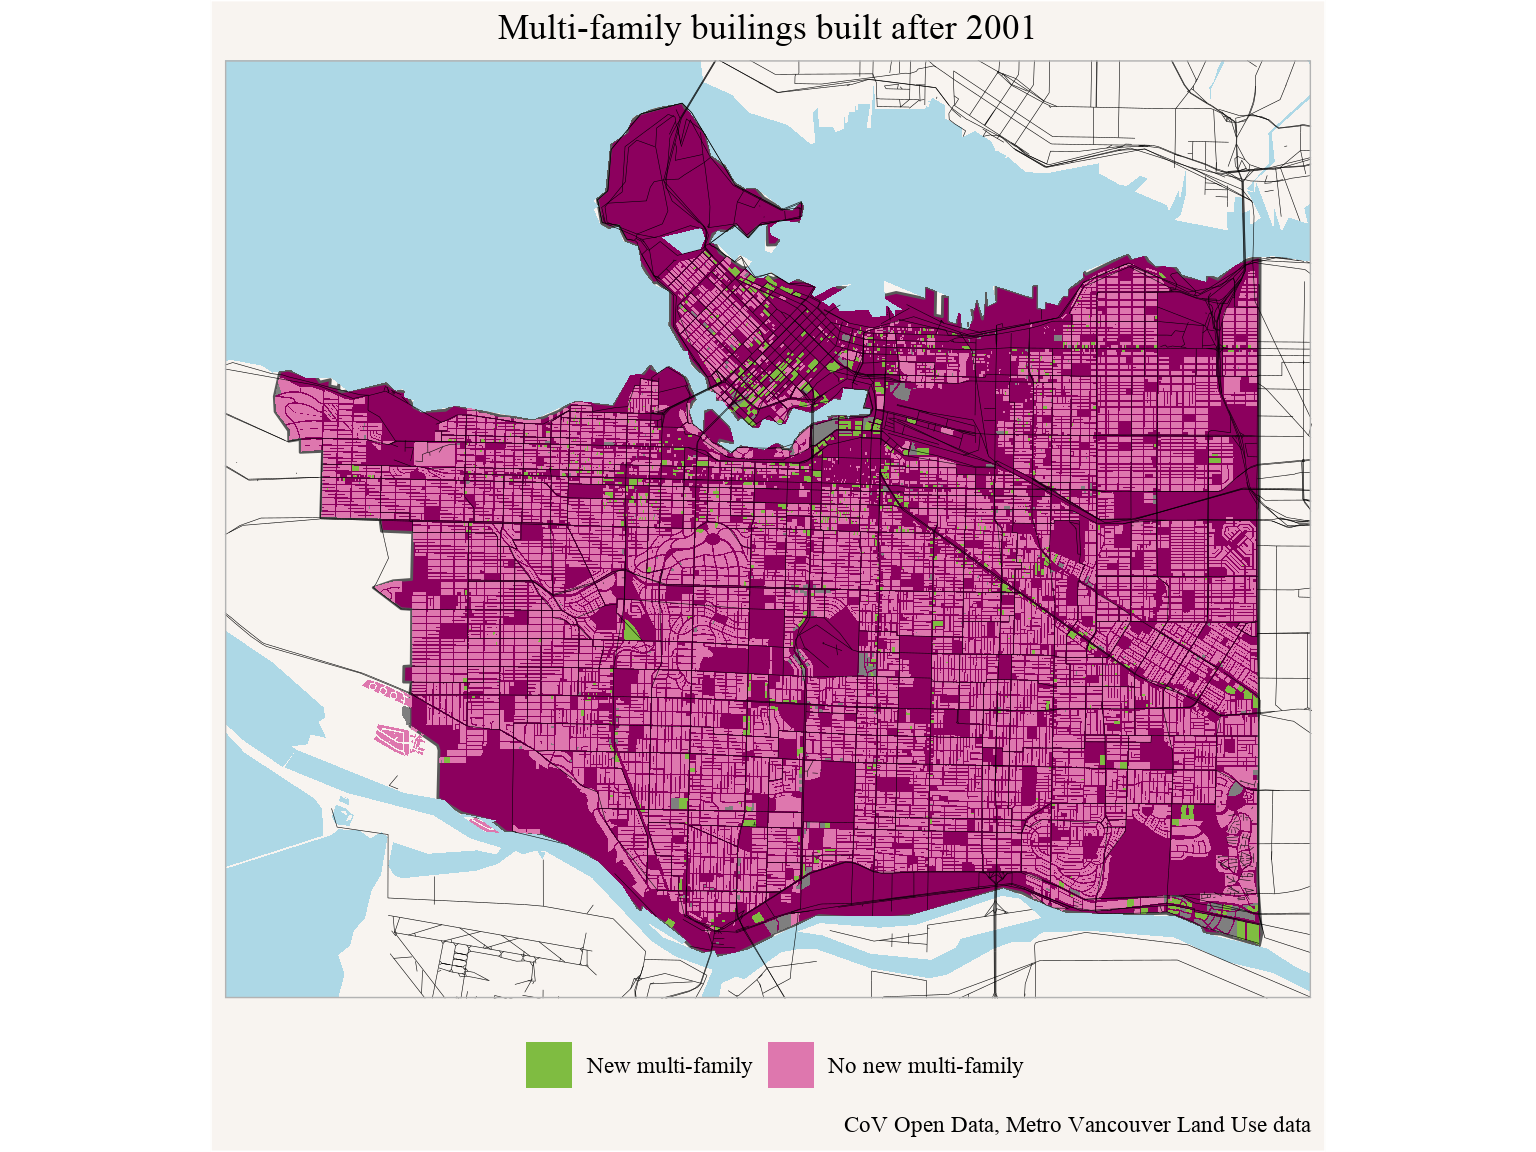 Multi-family builings built after 2001
New multi-family
No new multi-family
CoV Open Data, Metro Vancouver Land Use data